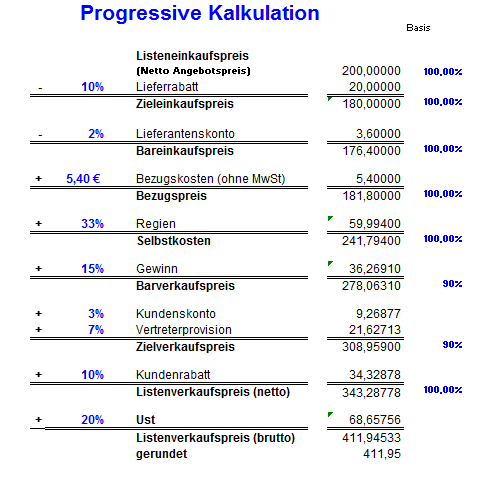 Progressive Kalkulation
Basis
Listeneinkaufspreis
(Netto Angebotspreis) 200,00000 100,00%
- 10% Lieferrabatt 20,00000
Zieleinkaufspreis 180,00000 100,00%
- 2% Lieferantenskonto 3,60000
Bareinkaufspreis 176,40000 100,00%
+ 5,40 € Bezugskosten (ohne MwSt) 5,40000
Bezugspreis 181,80000 100,00%
+ 33% Regien 59,99400
Selbstkosten 241,79400 100,00%
+ 15% Gewinn 36,26910
Barverkaufspreis 278,06310 90%
+ 3% Kundenskonto 9,26877
+ 7% Vertreterprovision 21,62713
Zielverkaufspreis 308,95900 90%
+ 10% Kundenrabatt 34,32878
Listenverkaufspreis (netto) 343,28778 100,00%
+ 20% Ust 68,65756
Listenverkaufspreis (brutto) 411,94533
gerundet 411,95